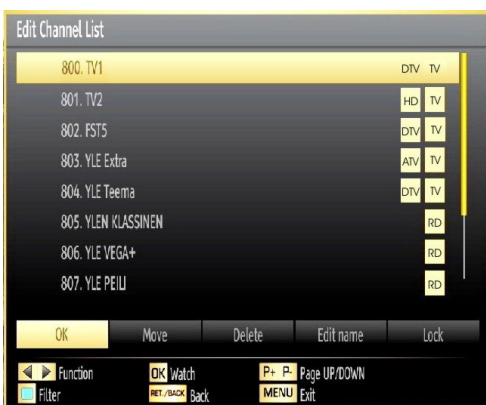 Edit Channel List
800. TV1 DTV TV
801. TV2 HD TV
802. FST5 DTV TV
803. YLE Extra ATV TV
804. YLE Teema DTV TV
805. YLEN KLASSINEN RD
806. YLE VEGA+ RD
807. YLE PEILI RD
OK Move Delete Edit name Lock
Function OK Watch P+ P- Page UP/DOWN
Filter RET./BACK Back MENU Exit